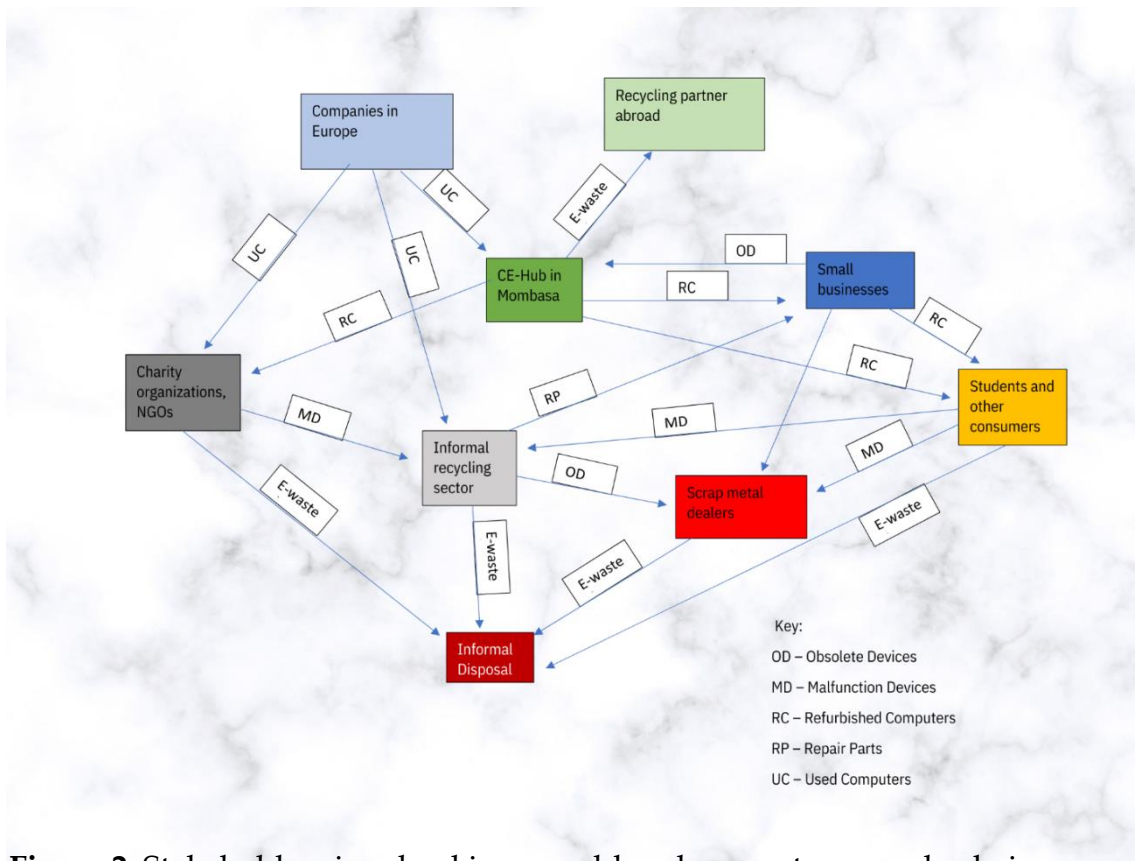 Companies in
Europe
Recycling partner
abroad
UC
UC
UC
E-waste
CE-Hub in
Mombasa
OD
RC
Small
businesses
RC
RC
RC
Charity
organizations,
NGOs
MD
RP
MD
Students and
other
consumers
Informal
recycling
sector
OD
MD
Scrap metal
dealers
E-waste
E-waste
E-waste
E-waste
Informal
Disposal
Key:
OD – Obsolete Devices
MD – Malfunction Devices
RC – Refurbished Computers
RP – Repair Parts
UC – Used Computers